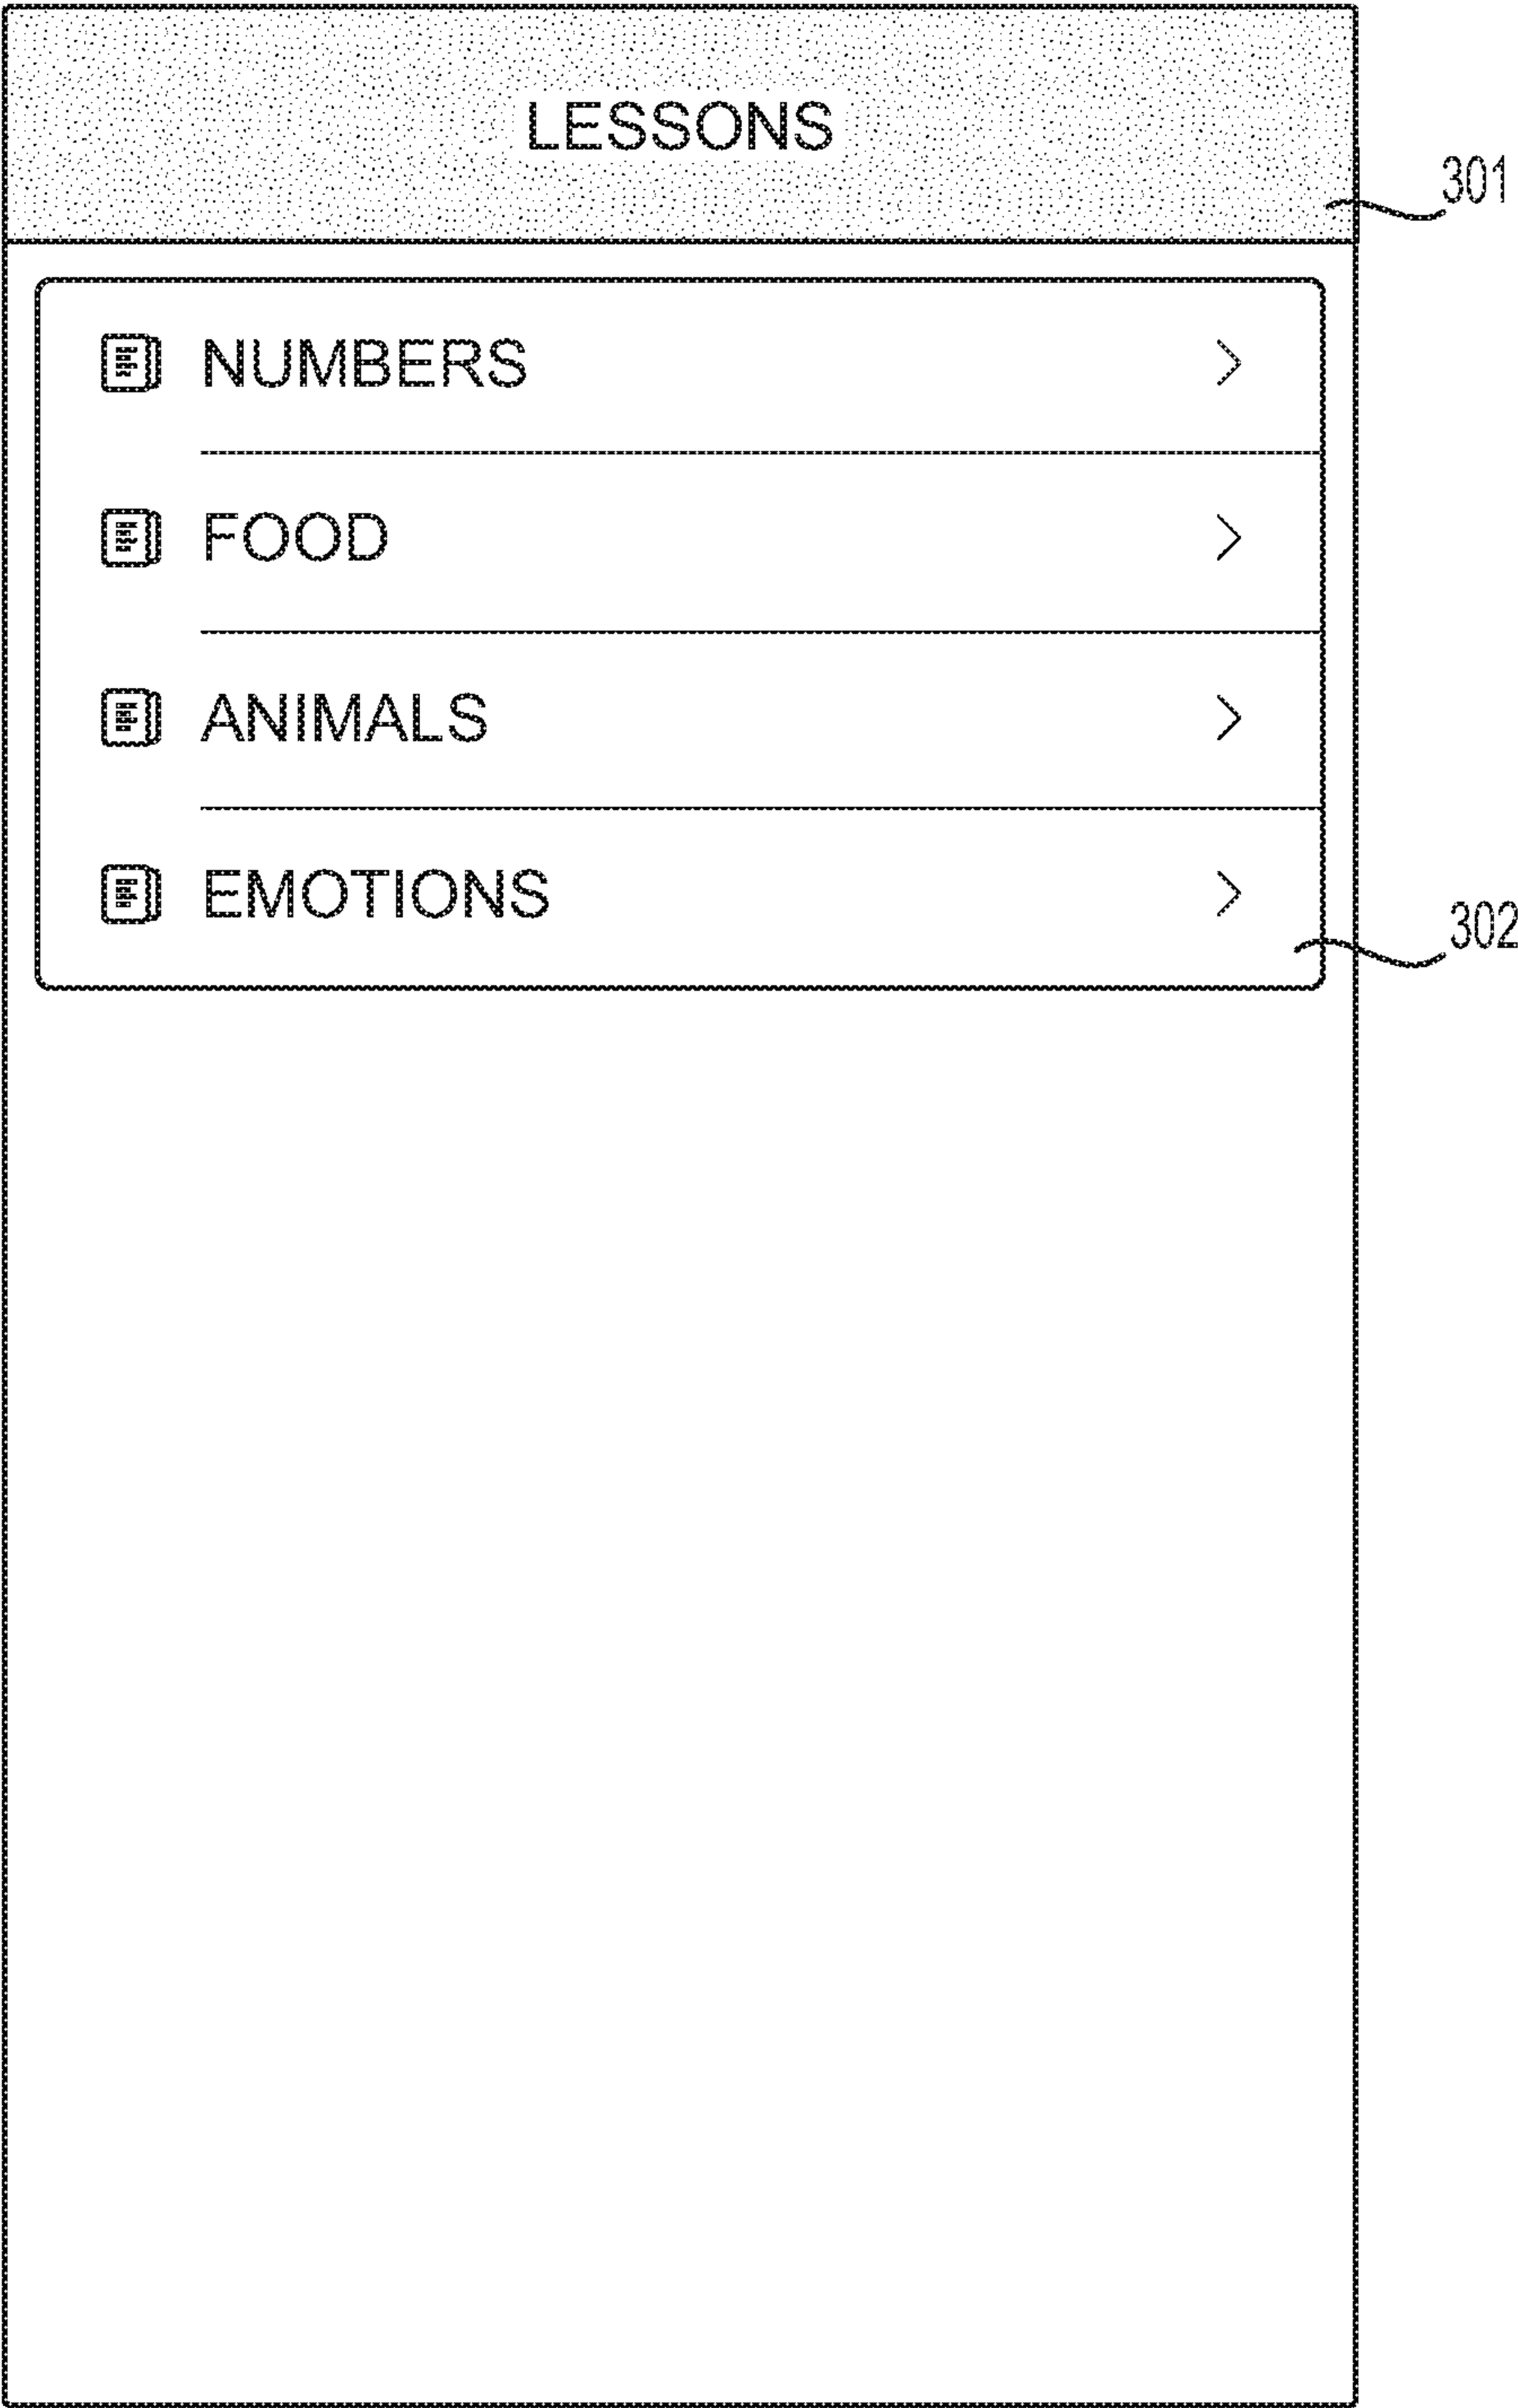 LESSONS
301
NUMBERS
FOOD
ANIMALS
EMOTIONS
302